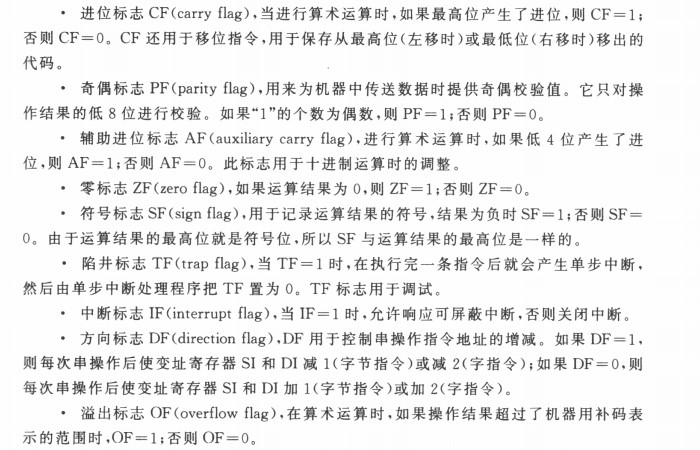 · 进位标志 CF(carry flag),当进行算术运算时,如果最高位产生了进位,则 CF=1;
否则 CF=0。CF 还用于移位指令,用于保存从最高位(左移时)或最低位(右移时)移出的
代码。
· 奇偶标志 PF(parity flag),用来为机器中传送数据时提供奇偶校验值。它只对操
作结果的低 8 位进行校验。如果“1”的个数为偶数,则 PF=1;否则 PF=0。
· 辅助进位标志 AF(auxiliary carry flag),进行算术运算时,如果低 4 位产生了进
位,则 AF=1;否则 AF=0。此标志用于十进制运算时的调整。
· 零标志 ZF(zero flag),如果运算结果为 0,则 ZF=1;否则 ZF=0。
· 符号标志 SF(sign flag),用于记录运算结果的符号,结果为负时 SF=1;否则 SF=
0。由于运算结果的最高位就是符号位,所以 SF 与运算结果的最高位是一样的。
· 陷井标志 TF(trap flag),当 TF=1 时,在执行完一条指令后就会产生单步中断,
然后由单步中断处理程序把 TF 置为 0。TF 标志用于调试。
· 中断标志 IF(interrupt flag),当 IF=1 时,允许响应可屏蔽中断,否则关闭中断。
· 方向标志 DF(direction flag),DF 用于控制串操作指令地址的增减。如果 DF=1,
则每次串操作后使变址寄存器 SI 和 DI 减 1(字节指令)或减 2(字指令);如果 DF=0,则
每次串操作后使变址寄存器 SI 和 DI 加 1(字节指令)或加 2(字指令)。
· 溢出标志 OF(overflow flag),在算术运算时,如果操作结果超过了机器用补码表
示的范围时,OF=1;否则 OF=0。